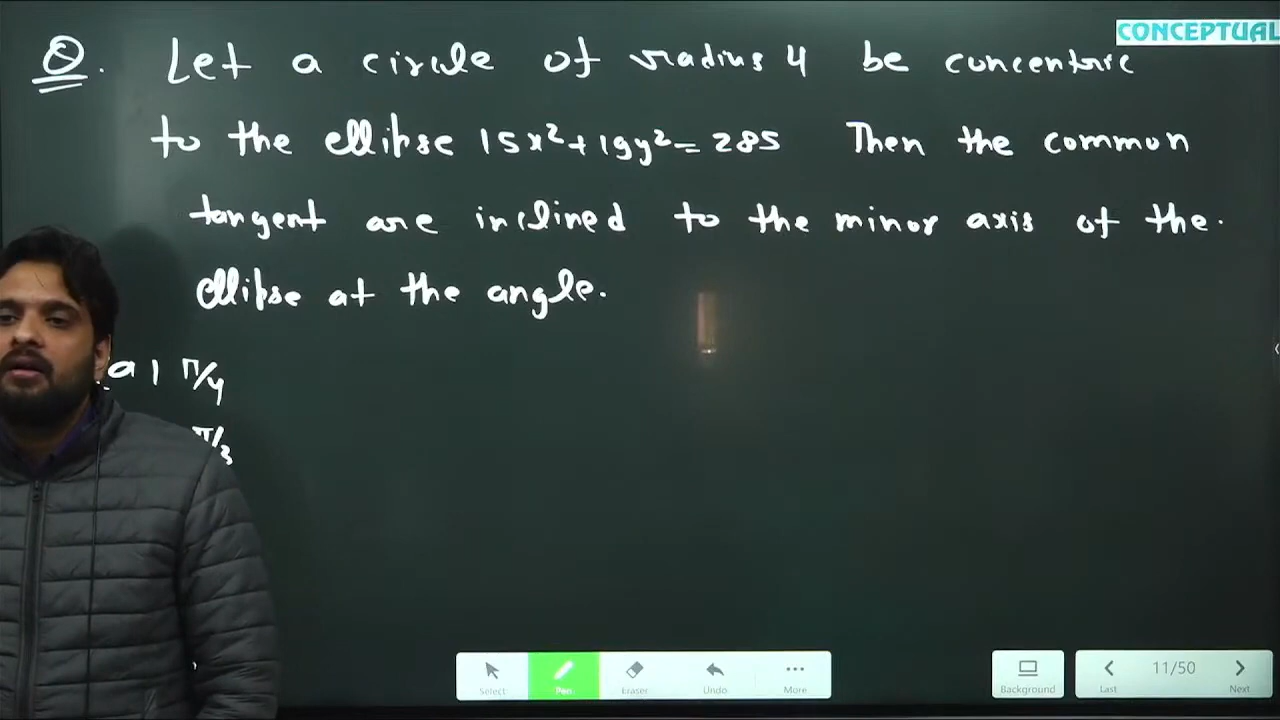 CONCEPTUAL
Q. Let a circle of radius 4 be concentric
to the ellipse 15x²+19y²=285 Then the common
tangent are inclined to the minor axis of the.
ellipse at the angle.
a) π/4
π/3
Select
Pen
Eraser
Undo
More
Background
Last
11/50
Next